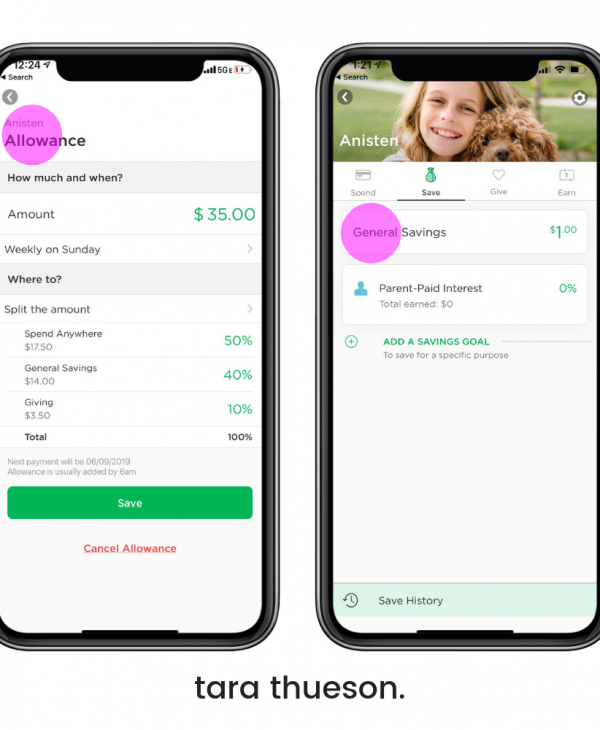 12:24
5GE
Search
Anisten
Allowance
How much and when?
Amount
$35.00
Weekly on Sunday
Where to?
Split the amount
Spend Anywhere
$17.50
50%
General Savings
$14.00
40%
Giving
$3.50
10%
Total
100%
Next payment will be 06/09/2019
Allowance is usually added by 6am
Save
Cancel Allowance
1:21
Search
Anisten
Spend
Save
Give
Earn
General Savings
$1.00
Parent-Paid Interest
0%
Total earned: $0
ADD A SAVINGS GOAL
To save for a specific purpose
Save History
tara thueson.